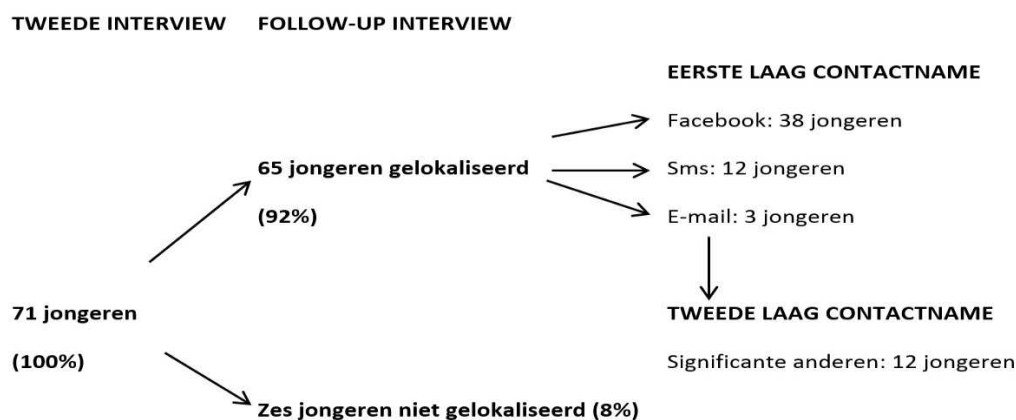 TWEEDE INTERVIEW FOLLOW-UP INTERVIEW
EERSTE LAAG CONTACTNAME
Facebook: 38 jongeren
65 jongeren gelokaliseerd
(92%)
Sms: 12 jongeren
E-mail: 3 jongeren
71 jongeren
(100%)
TWEEDE LAAG CONTACTNAME
Significante anderen: 12 jongeren
Zes jongeren niet gelokaliseerd (8%)